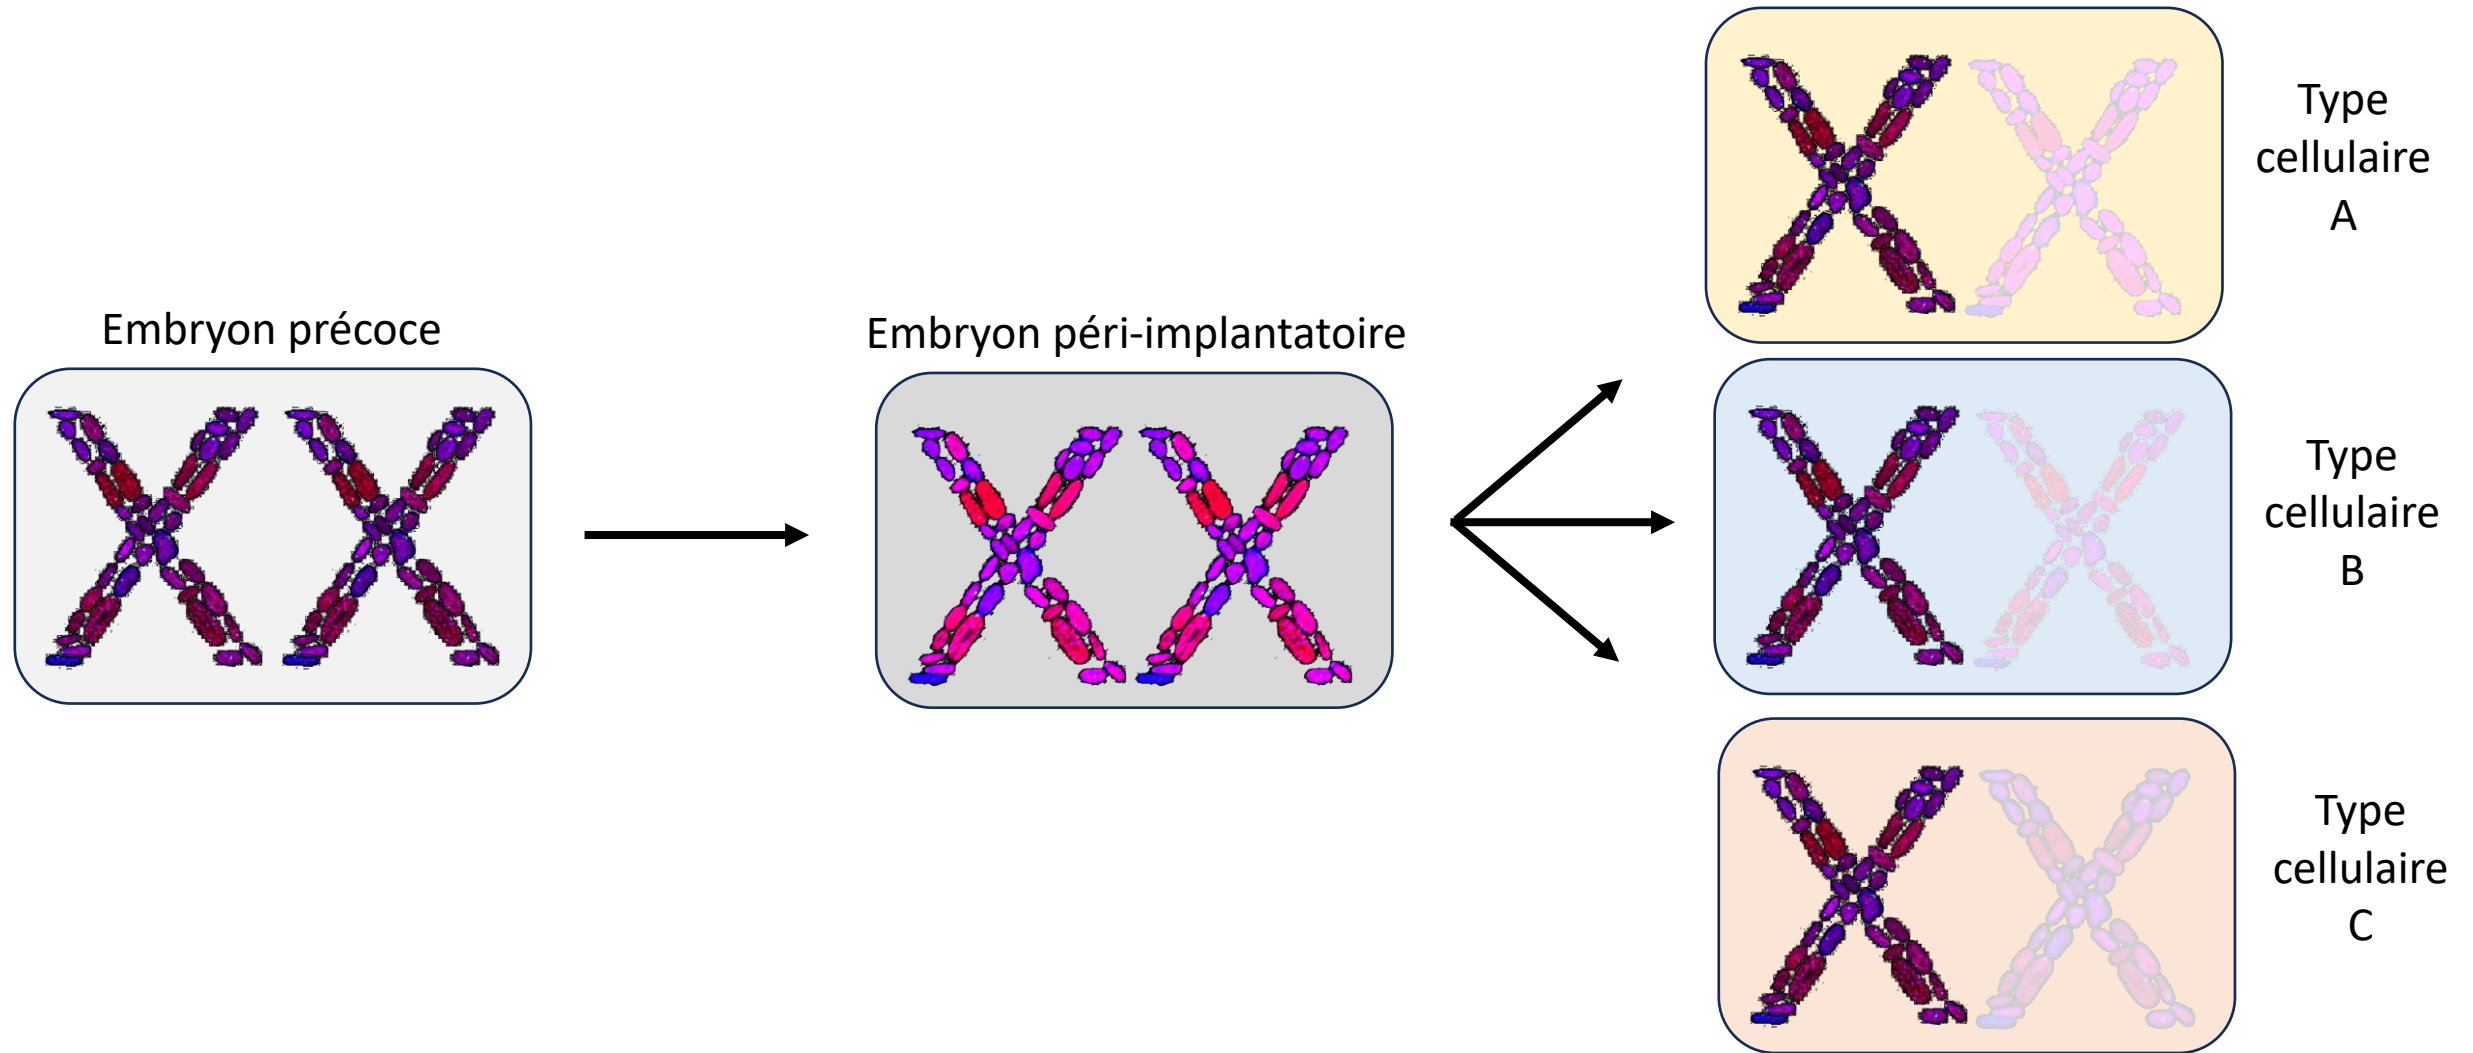 Embryon précoce
Embryon péri-implantatoire
Type
cellulaire
A
Type
cellulaire
B
Type
cellulaire
C